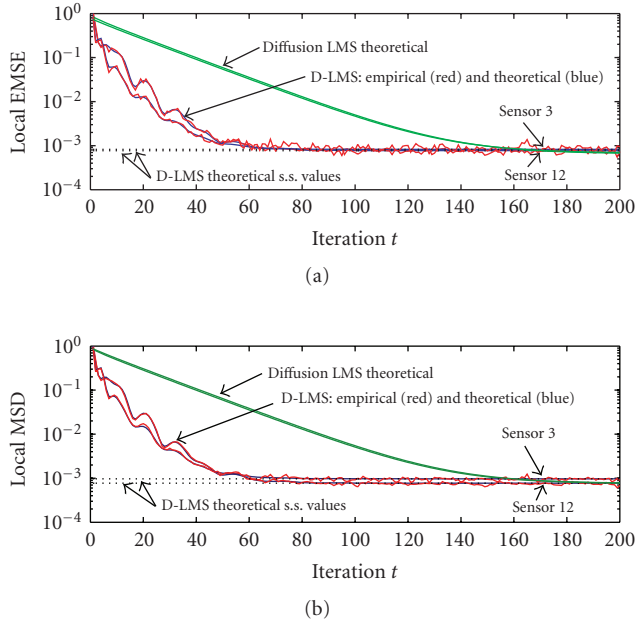 10^0
10^−1
10^−2
10^−3
10^−4
Local EMSE
Diffusion LMS theoretical
D-LMS: empirical (red) and theoretical (blue)
Sensor 3
Sensor 12
D-LMS theoretical s.s. values
0 20 40 60 80 100 120 140 160 180 200
Iteration t
(a)
10^0
10^−1
10^−2
10^−3
10^−4
Local MSD
Diffusion LMS theoretical
D-LMS: empirical (red) and theoretical (blue)
Sensor 3
Sensor 12
D-LMS theoretical s.s. values
0 20 40 60 80 100 120 140 160 180 200
Iteration t
(b)